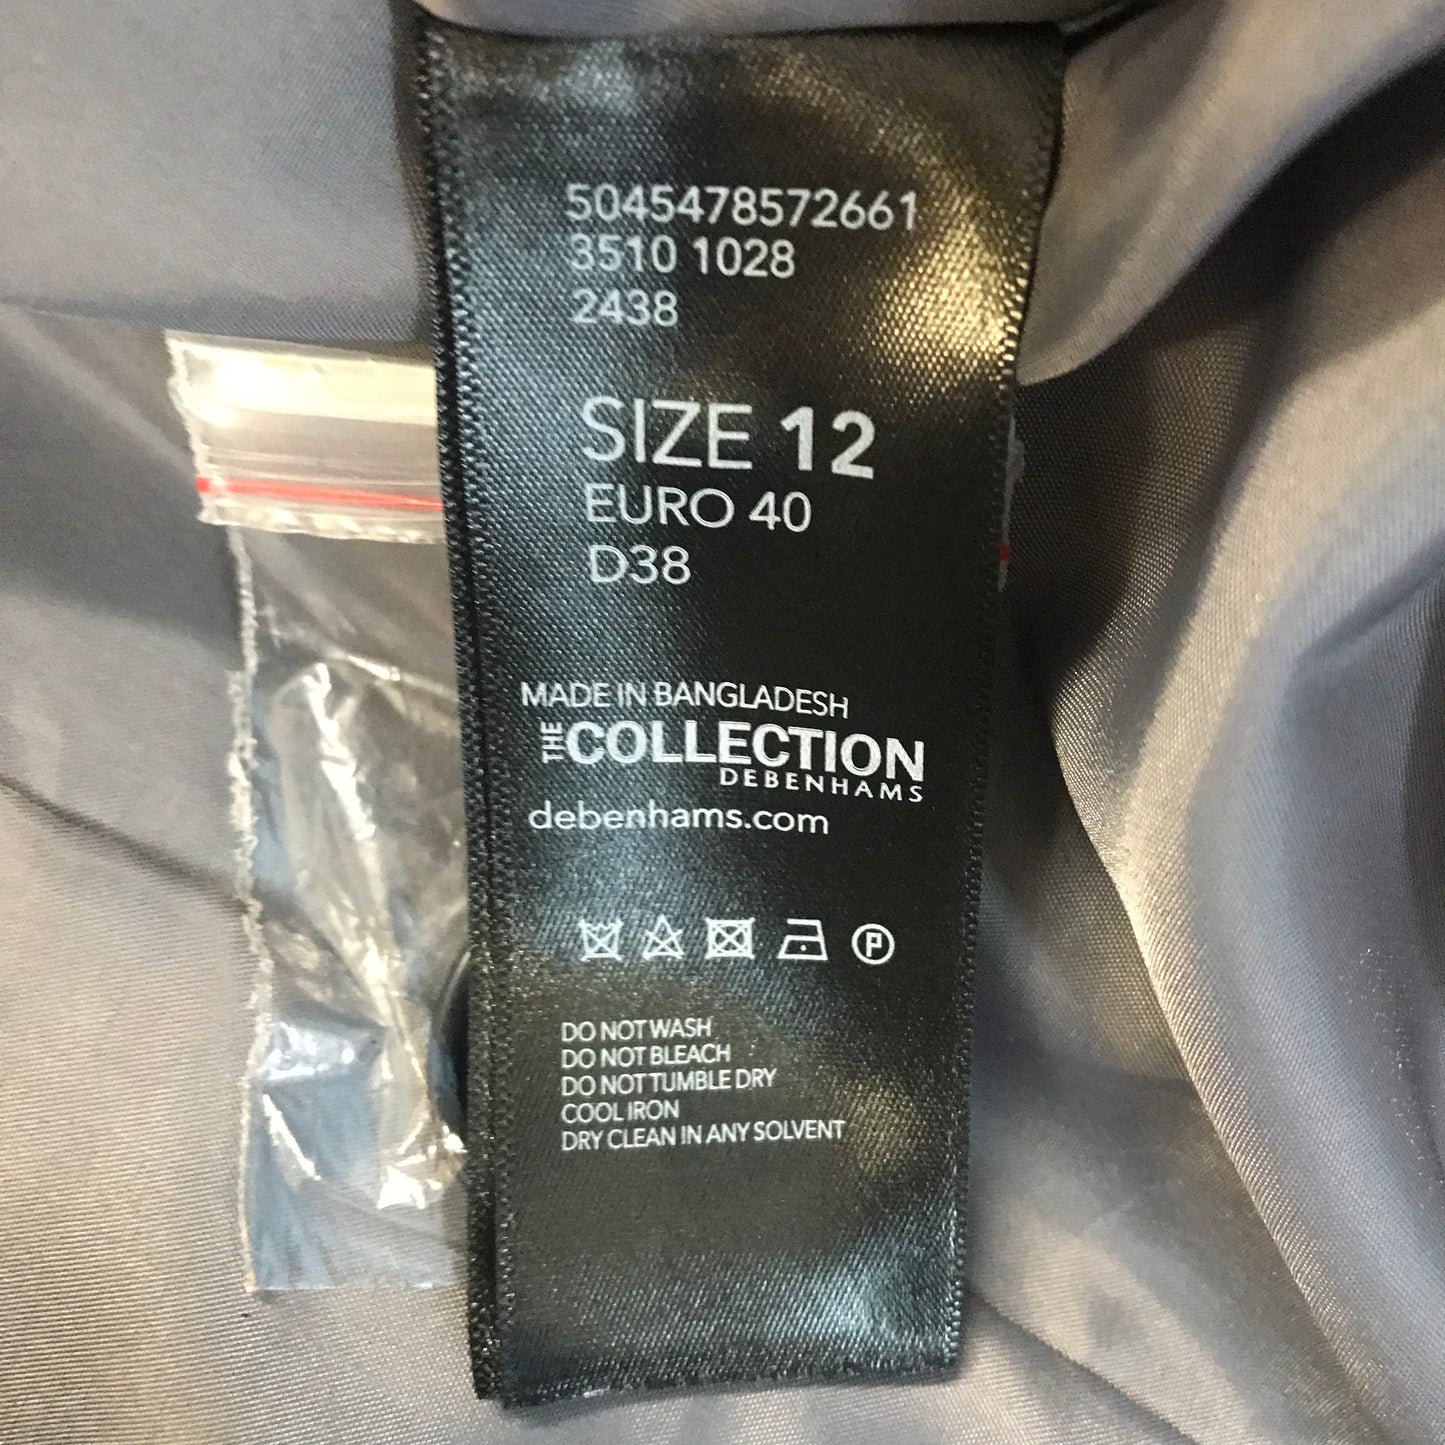 5045478572661
3510 1028
2438
SIZE 12
EURO 40
D38
MADE IN BANGLADESH
THE COLLECTION
DEBENHAMS
debenhams.com
P
DO NOT WASH
DO NOT BLEACH
DO NOT TUMBLE DRY
COOL IRON
DRY CLEAN IN ANY SOLVENT